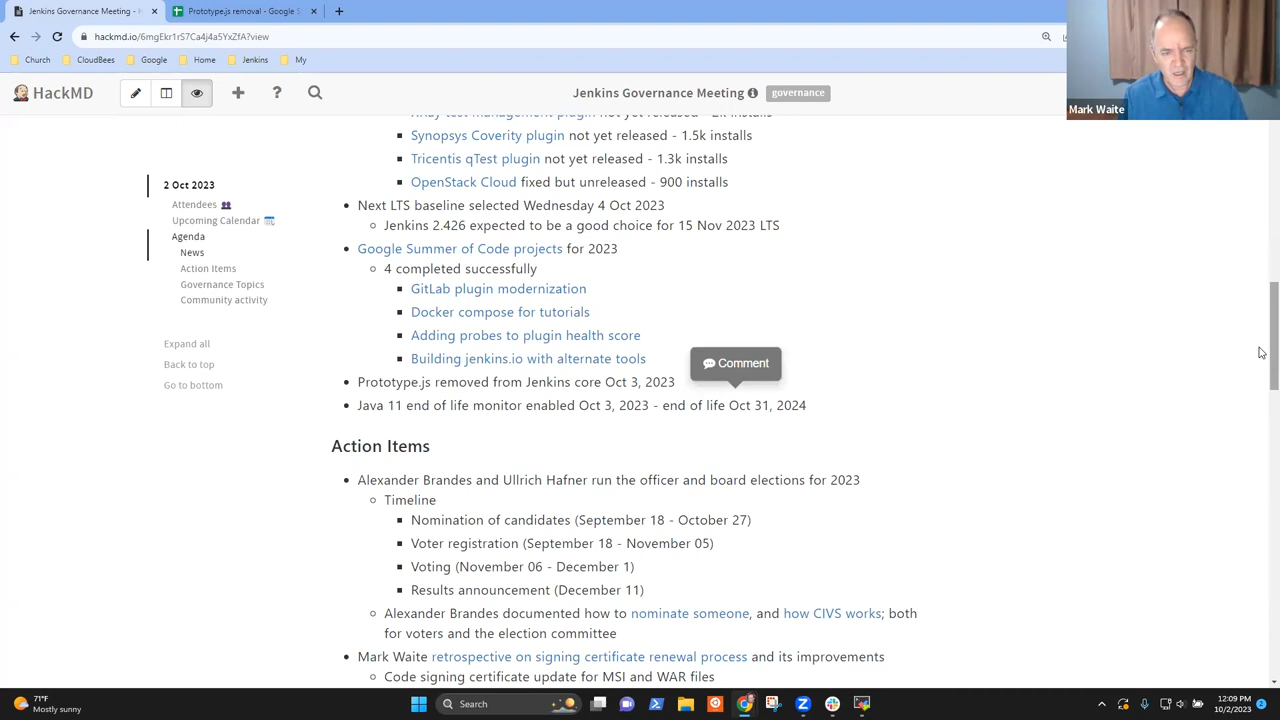 Jenkins Governance Meeting - H
Prototype.js removal - Google S
hackmd.io/6mgEkr1rS7Ca4j4a5YxZfA?view
Church
CloudBees
Google
Home
Jenkins
My
HackMD
Jenkins Governance Meeting
governance
Mark Waite
2 Oct 2023
Attendees
Upcoming Calendar
Agenda
News
Action Items
Governance Topics
Community activity
Expand all
Back to top
Go to bottom
Synopsys Coverity plugin not yet released - 1.5k installs
Tricentis qTest plugin not yet released - 1.3k installs
OpenStack Cloud fixed but unreleased - 900 installs
Next LTS baseline selected Wednesday 4 Oct 2023
Jenkins 2.426 expected to be a good choice for 15 Nov 2023 LTS
Google Summer of Code projects for 2023
4 completed successfully
GitLab plugin modernization
Docker compose for tutorials
Adding probes to plugin health score
Building jenkins.io with alternate tools
Comment
Prototype.js removed from Jenkins core Oct 3, 2023
Java 11 end of life monitor enabled Oct 3, 2023 - end of life Oct 31, 2024
Action Items
Alexander Brandes and Ullrich Hafner run the officer and board elections for 2023
Timeline
Nomination of candidates (September 18 - October 27)
Voter registration (September 18 - November 05)
Voting (November 06 - December 1)
Results announcement (December 11)
Alexander Brandes documented how to nominate someone, and how CIVS works; both
for voters and the election committee
Mark Waite retrospective on signing certificate renewal process and its improvements
Code signing certificate update for MSI and WAR files
71°F
Mostly sunny
Search
12:09 PM
10/2/2023